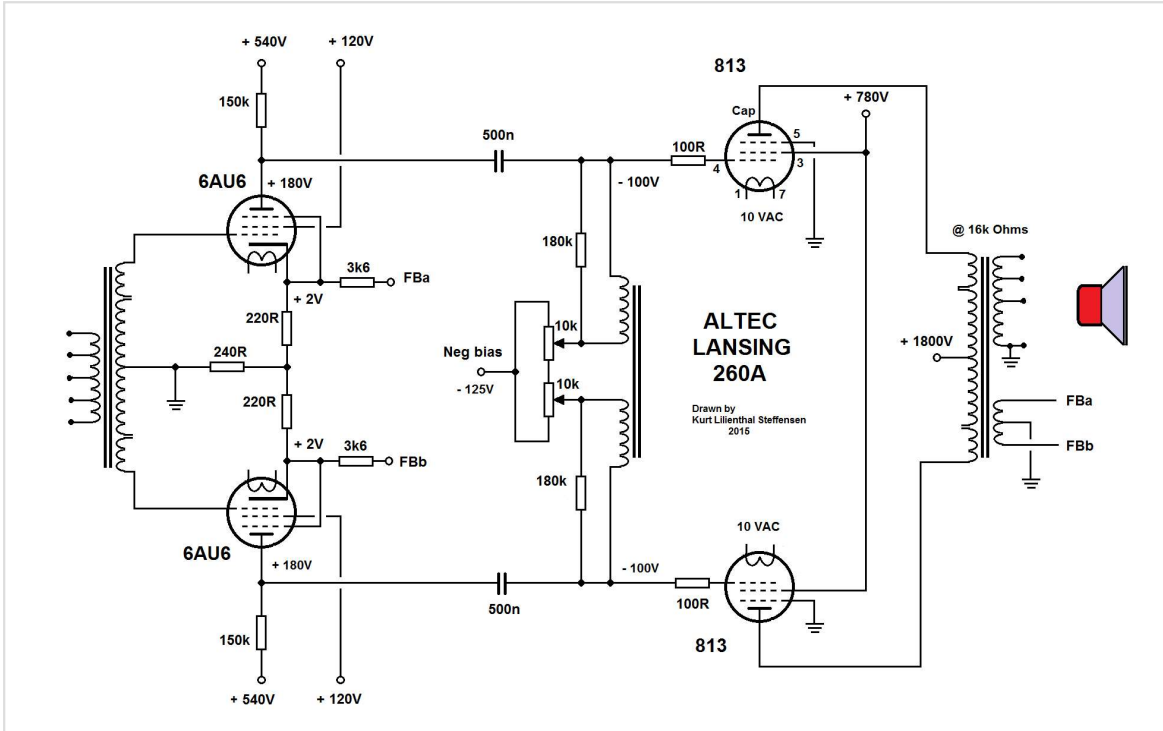 + 540V
+ 120V
813
+ 780V
150k
Cap
5
500n
100R
4
3
6AU6
+ 180V
- 100V
1
7
10 VAC
@ 16k Ohms
180k
3k6
FBa
+ 2V
220R
10k
ALTEC
LANSING
260A
+ 1800V
240R
Neg bias
- 125V
10k
220R
Drawn by
Kurt Lilienthal Steffensen
2015
FBa
+ 2V
3k6
FBb
FBb
180k
10 VAC
6AU6
+ 180V
- 100V
500n
100R
150k
813
+ 540V
+ 120V